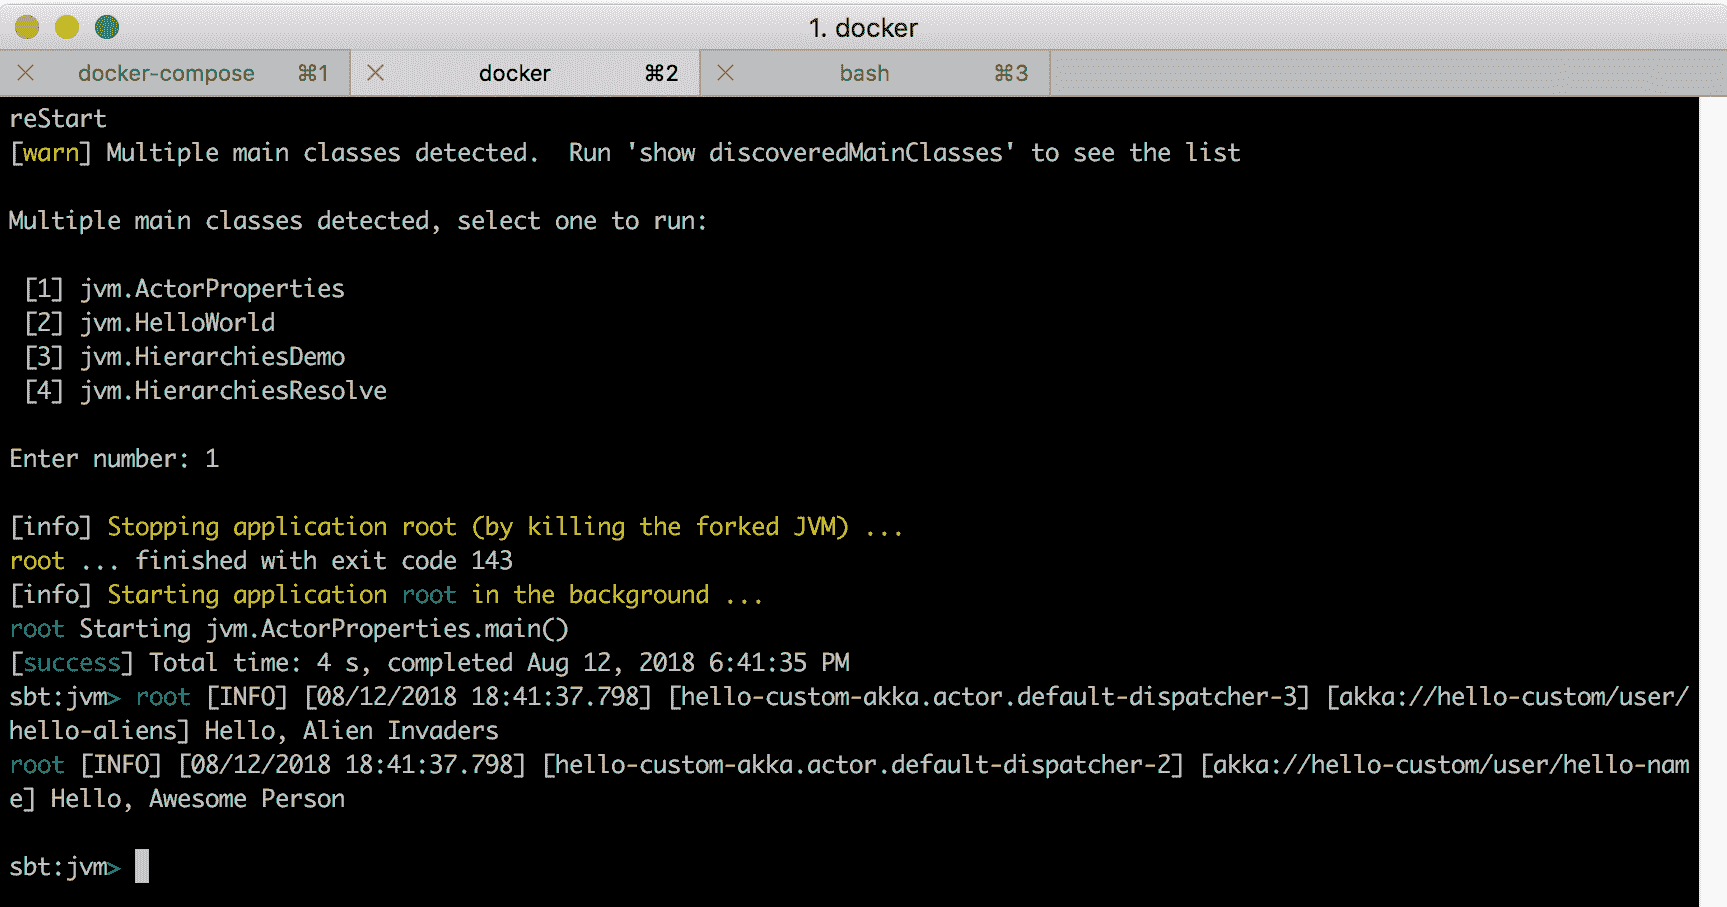 1. docker
docker-compose ⌘1 docker ⌘2 bash ⌘3
reStart
[warn] Multiple main classes detected.  Run 'show discoveredMainClasses' to see the list
Multiple main classes detected, select one to run:
[1] jvm.ActorProperties
[2] jvm.HelloWorld
[3] jvm.HierarchiesDemo
[4] jvm.HierarchiesResolve
Enter number: 1
[info] Stopping application root (by killing the forked JVM) ...
root ... finished with exit code 143
[info] Starting application root in the background ...
root Starting jvm.ActorProperties.main()
[success] Total time: 4 s, completed Aug 12, 2018 6:41:35 PM
sbt:jvm> root [INFO] [08/12/2018 18:41:37.798] [hello-custom-akka.actor.default-dispatcher-3] [akka://hello-custom/user/
hello-aliens] Hello, Alien Invaders
root [INFO] [08/12/2018 18:41:37.798] [hello-custom-akka.actor.default-dispatcher-2] [akka://hello-custom/user/hello-nam
e] Hello, Awesome Person
sbt:jvm>